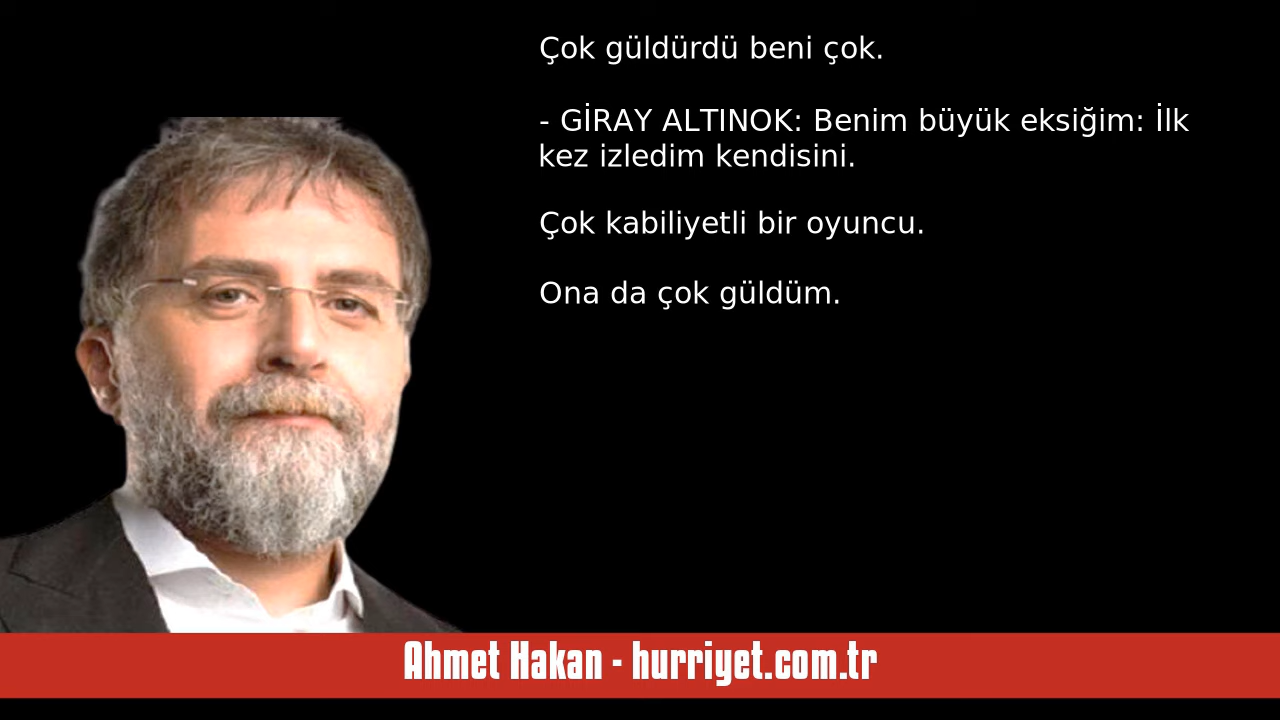 Çok güldürdü beni çok.
- GİRAY ALTINOK: Benim büyük eksiğim: İlk
kez izledim kendisini.
Çok kabiliyetli bir oyuncu.
Ona da çok güldüm.
Ahmet Hakan - hurriyet.com.tr